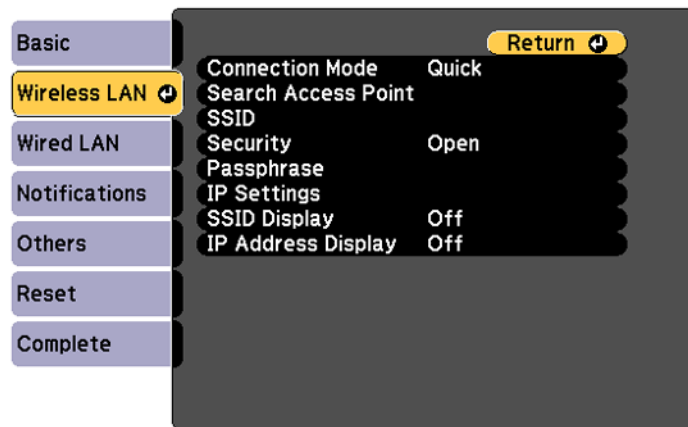 Basic
Wireless LAN
Wired LAN
Notifications
Others
Reset
Complete
Return
Connection Mode Quick
Search Access Point
SSID
Security Open
Passphrase
IP Settings
SSID Display Off
IP Address Display Off